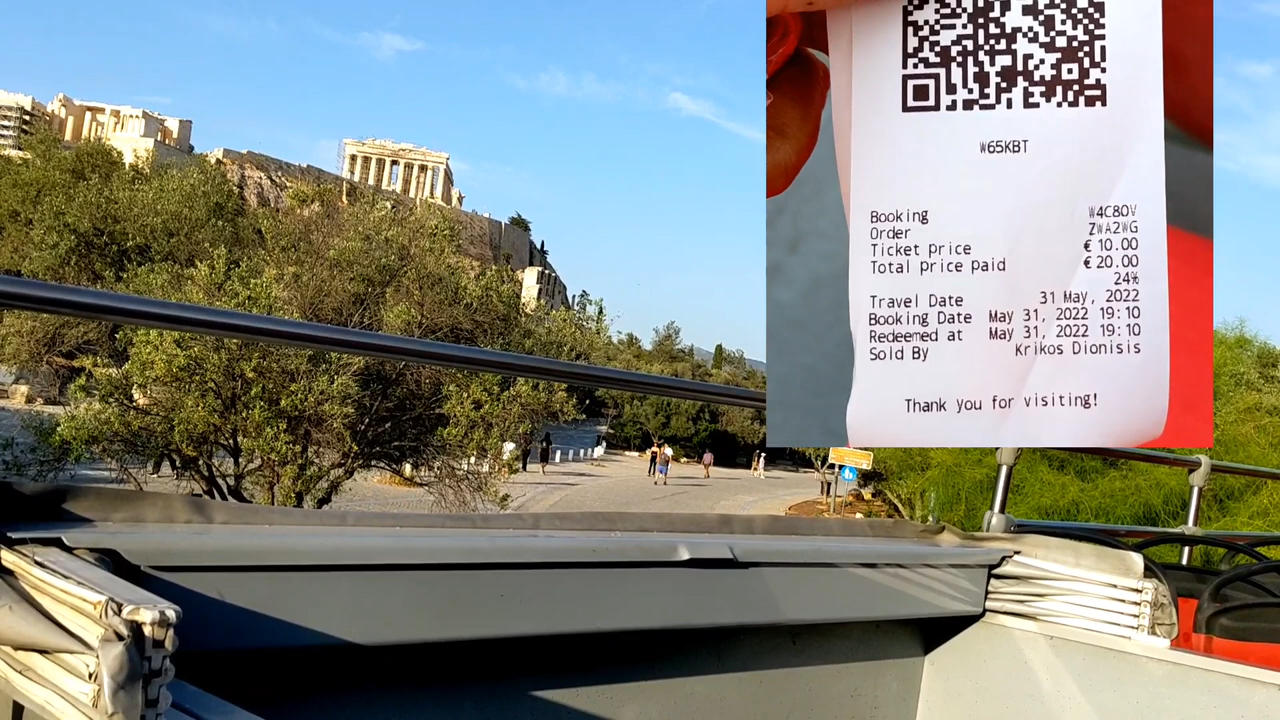 W65KBT
Booking W4C8OV
Order ZWA2WG
Ticket price € 10.00
Total price paid € 20.00
24%
Travel Date 31 May, 2022
Booking Date May 31, 2022 19:10
Redeemed at May 31, 2022 19:10
Sold By Krikos Dionisis
Thank you for visiting!